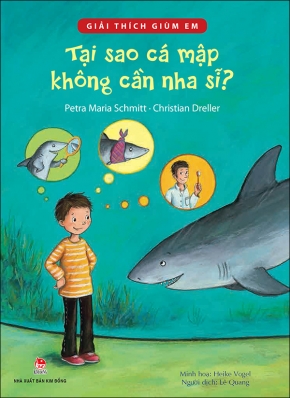 GIẢI THÍCH GIÙM EM
Tại sao cá mập
không cần nha sĩ?
Petra Maria Schmitt · Christian Dreller
Minh họa: Heike Vogel
Người dịch: Lê Quang
NHÀ XUẤT BẢN KIM ĐỒNG